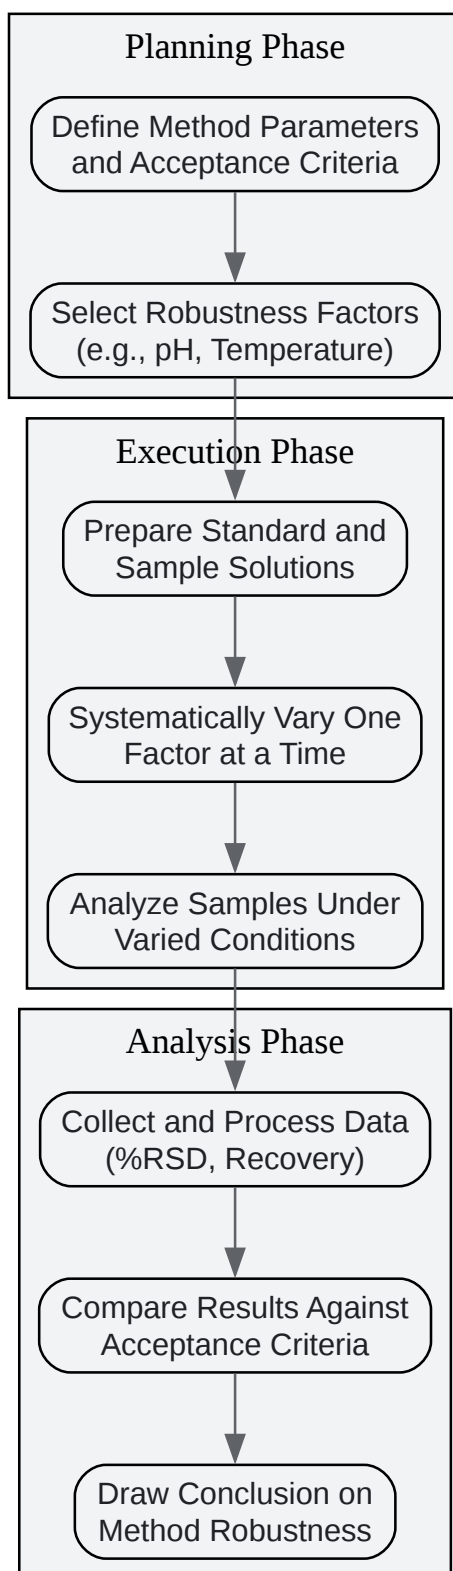 Planning Phase
Define Method Parameters
and Acceptance Criteria
Select Robustness Factors
(e.g., pH, Temperature)
Execution Phase
Prepare Standard and
Sample Solutions
Systematically Vary One
Factor at a Time
Analyze Samples Under
Varied Conditions
Analysis Phase
Collect and Process Data
(%RSD, Recovery)
Compare Results Against
Acceptance Criteria
Draw Conclusion on
Method Robustness